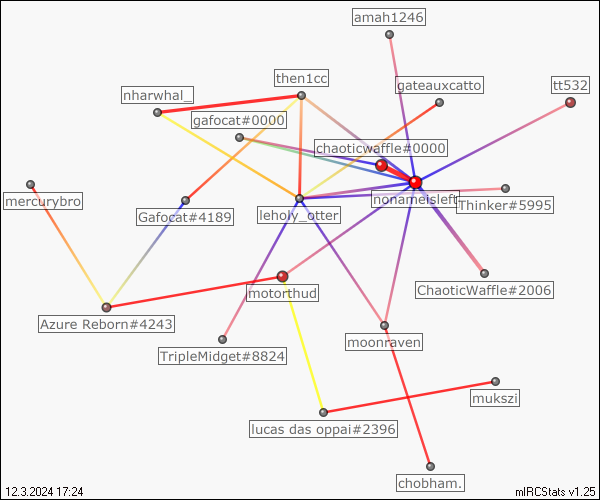 amah1246
then1cc
gateauxcatto
tt532
nharwhal_
gafocat#0000
chaoticwaffle#0000
mercurybro
nonameisleft
Thinker#5995
Gafocat#4189
leholy_otter
motorthud
ChaoticWaffle#2006
Azure Reborn#4243
TripleMidget#8824
moonraven
mukszi
lucas das oppai#2396
chobham.
12.3.2024 17:24
mIRCStats v1.25